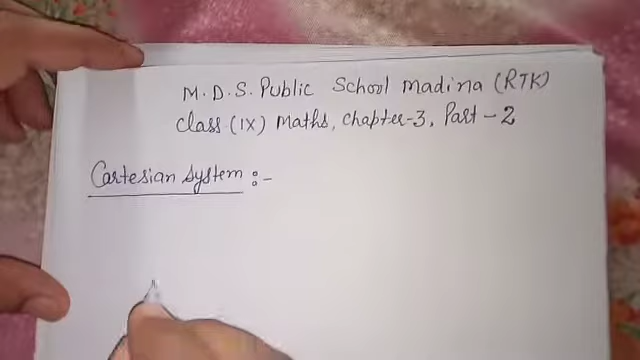 M.D.S. Public School Madina (RTK)
Class (IX) Maths, Chapter-3, Part-2
Cartesian System :-